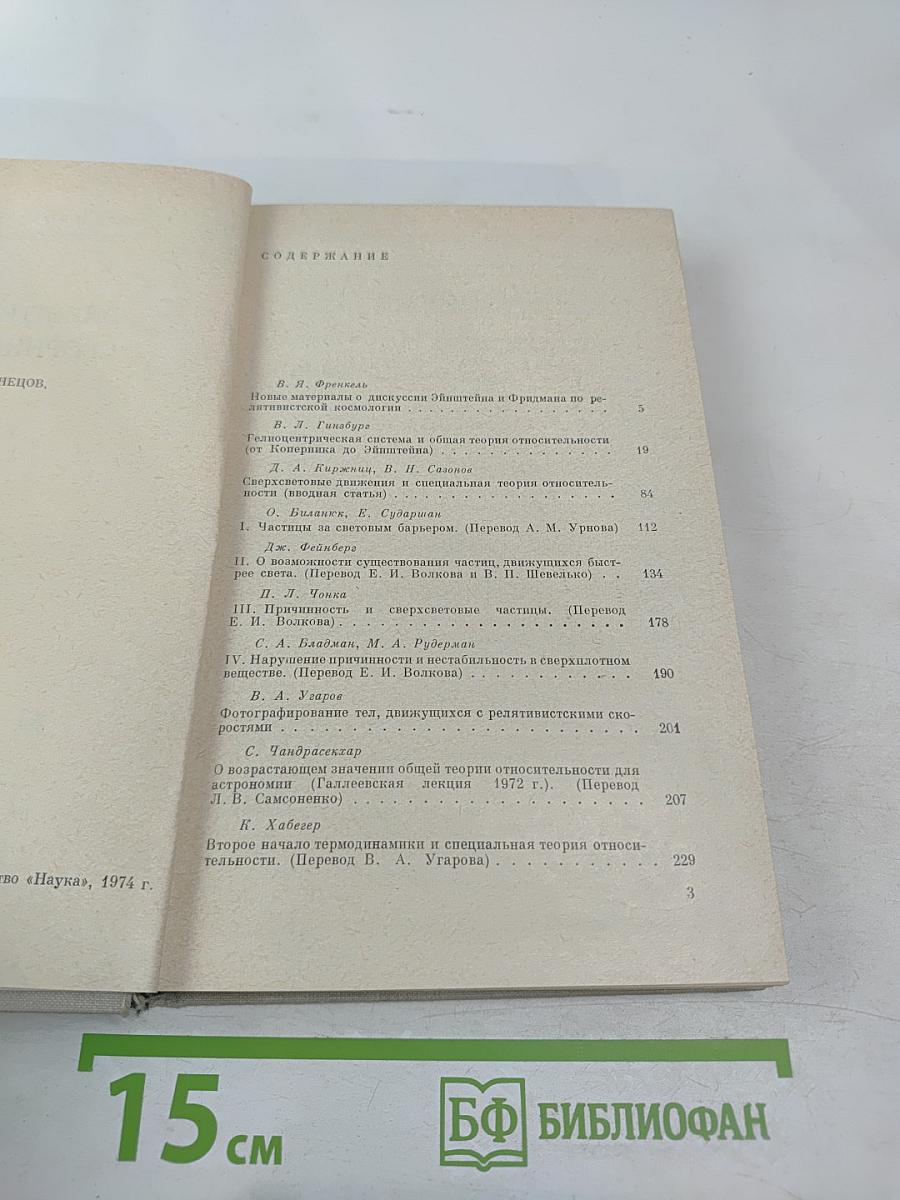 НЕЦОВ,
тво «Наука», 1974 г.
СОДЕРЖАНИЕ
В. Я. Френкель
Новые материалы о дискуссии Эйнштейна и Фридмана по ре-
лятивистской космологии . . . . . . . . . . . . . . . . . 5
В. Л. Гинзбург
Гелиоцентрическая система и общая теория относительности
(от Коперника до Эйнштейна) . . . . . . . . . . . . . . 19
Д. А. Киржниц, В. Н. Сазонов
Сверхсветовые движения и специальная теория относитель-
ности (вводная статья) . . . . . . . . . . . . . . . . . . 84
О. Биланюк, Е. Сударшан
I. Частицы за световым барьером. (Перевод А. М. Урнова) 112
Дж. Фейнберг
II. О возможности существования частиц, движущихся быст-
рее света. (Перевод Е. И. Волкова и В. П. Шевелько) . . 134
П. Л. Чонка
III. Причинность и сверхсветовые частицы. (Перевод
Е. И. Волкова) . . . . . . . . . . . . . . . . . . . . . 178
С. А. Бладман, М. А. Рудерман
IV. Нарушение причинности и нестабильность в сверхплотном
веществе. (Перевод Е. И. Волкова) . . . . . . . . . . . . 190
В. А. Угаров
Фотографирование тел, движущихся с релятивистскими ско-
ростями . . . . . . . . . . . . . . . . . . . . . . . . . 201
С. Чандрасекхар
О возрастающем значении общей теории относительности для
астрономии (Галлеевская лекция 1972 г.). (Перевод
Л. В. Самсоненко) . . . . . . . . . . . . . . . . . . . . 207
К. Хабегер
Второе начало термодинамики и специальная теория относи-
тельности. (Перевод В. А. Угарова) . . . . . . . . . . . 229
3
15 см
БФ БИБЛИОФАН